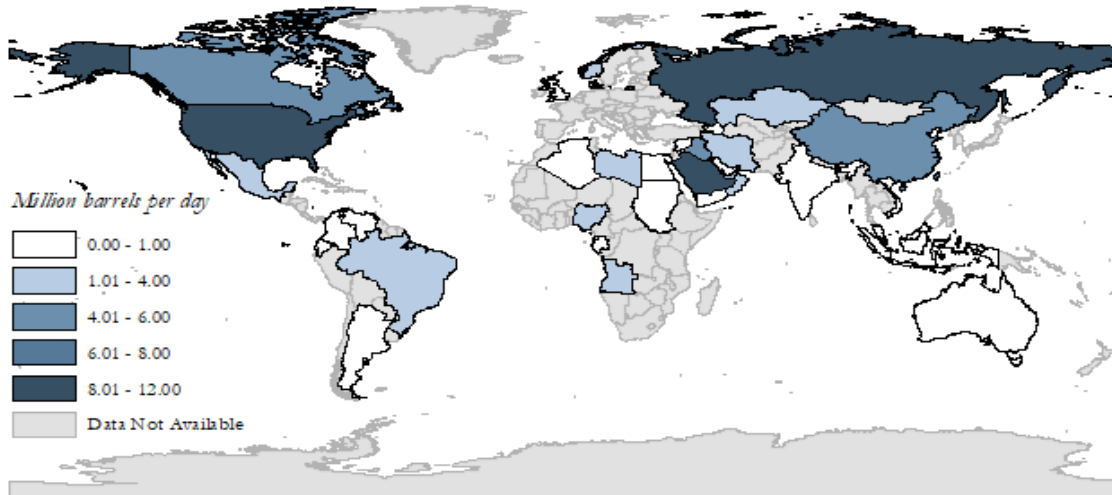 Million barrels per day
0.00 - 1.00
1.01 - 4.00
4.01 - 6.00
6.01 - 8.00
8.01 - 12.00
Data Not Available